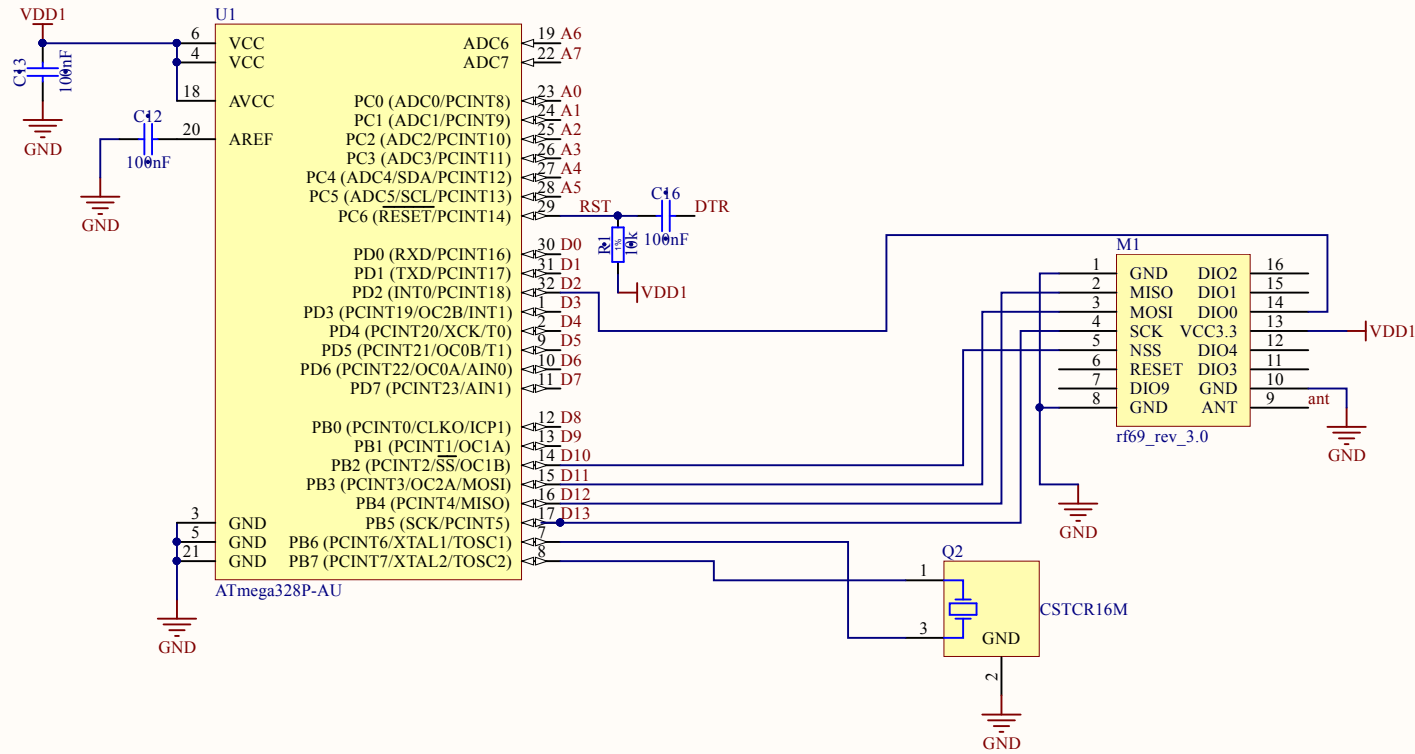 VDD1
C13
100nF
GND
C12
100nF
GND
U1
6 VCC
4 VCC
18 AVCC
20 AREF
3 GND
5 GND
21 GND
GND
ADC6 19 A6
ADC7 22 A7
PC0 (ADC0/PCINT8) 23 A0
PC1 (ADC1/PCINT9) 24 A1
PC2 (ADC2/PCINT10) 25 A2
PC3 (ADC3/PCINT11) 26 A3
PC4 (ADC4/SDA/PCINT12) 27 A4
PC5 (ADC5/SCL/PCINT13) 28 A5
PC6 (RESET/PCINT14) 29 RST
PD0 (RXD/PCINT16) 30 D0
PD1 (TXD/PCINT17) 31 D1
PD2 (INT0/PCINT18) 32 D2
PD3 (PCINT19/OC2B/INT1) 1 D3
PD4 (PCINT20/XCK/T0) 2 D4
PD5 (PCINT21/OC0B/T1) 9 D5
PD6 (PCINT22/OC0A/AIN0) 10 D6
PD7 (PCINT23/AIN1) 11 D7
PB0 (PCINT0/CLKO/ICP1) 12 D8
PB1 (PCINT1/OC1A) 13 D9
PB2 (PCINT2/SS/OC1B) 14 D10
PB3 (PCINT3/OC2A/MOSI) 15 D11
PB4 (PCINT4/MISO) 16 D12
PB5 (SCK/PCINT5) 17 D13
PB6 (PCINT6/XTAL1/TOSC1) 7
PB7 (PCINT7/XTAL2/TOSC2) 8
ATmega328P-AU
C16
100nF
DTR
R1
1%
10k
VDD1
M1
1 GND DIO2 16
2 MISO DIO1 15
3 MOSI DIO0 14
4 SCK VCC3.3 13 VDD1
5 NSS DIO4 12
6 RESET DIO3 11
7 DIO9 GND 10
8 GND ANT 9 ant
rf69_rev_3.0
GND
GND
Q2
1
3
GND
CSTCR16M
2
GND